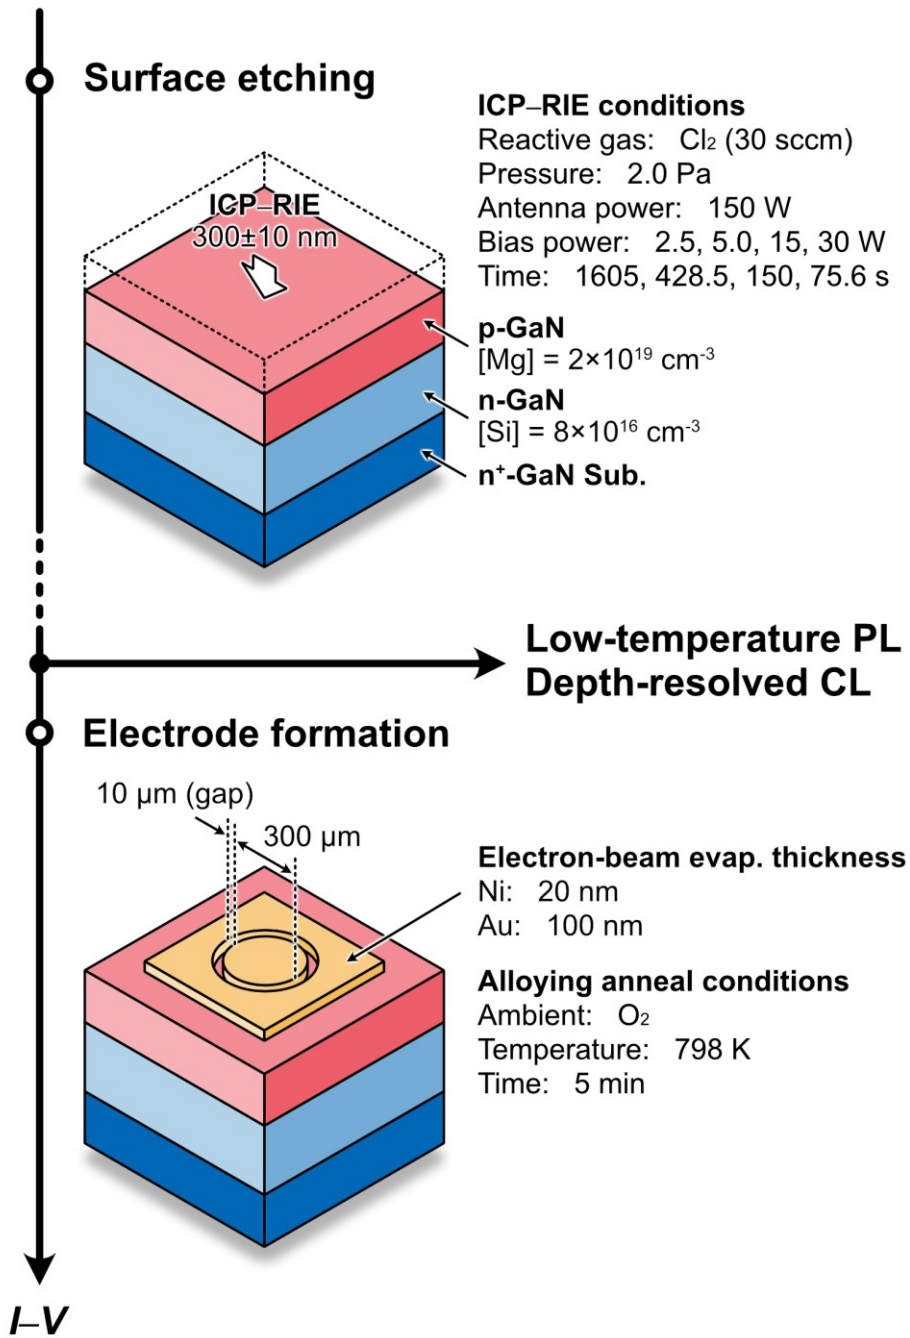 Surface etching
ICP–RIE
300±10 nm
ICP–RIE conditions
Reactive gas: Cl₂ (30 sccm)
Pressure: 2.0 Pa
Antenna power: 150 W
Bias power: 2.5, 5.0, 15, 30 W
Time: 1605, 428.5, 150, 75.6 s
p-GaN
[Mg] = 2×10¹⁹ cm⁻³
n-GaN
[Si] = 8×10¹⁶ cm⁻³
n⁺-GaN Sub.
Low-temperature PL
Depth-resolved CL
Electrode formation
10 µm (gap)
300 µm
Electron-beam evap. thickness
Ni: 20 nm
Au: 100 nm
Alloying anneal conditions
Ambient: O₂
Temperature: 798 K
Time: 5 min
I–V